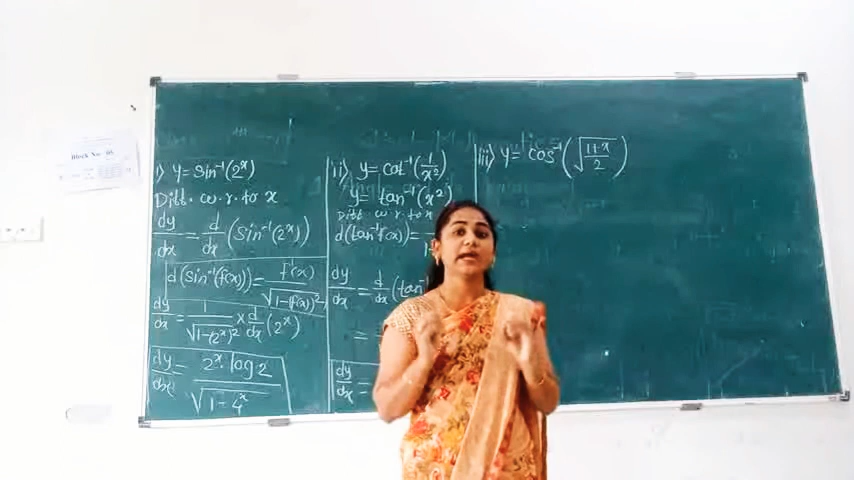 Block No. 05
i) y = Sin⁻¹(2ˣ)
Diff. w.r.to x
dy/dx = d/dx (Sin⁻¹(2ˣ))
d(Sin⁻¹(f(x))) = f'(x)/√1-(f(x))²
dy/dx = 1/√1-(2ˣ)² × d/dx (2ˣ)
dy/dx = 2ˣ. log 2/√1-4ˣ
ii) y = cot⁻¹(1/x²)
y = tan⁻¹(x²)
Diff w.r.to x
d(tan⁻¹f(x)) =
dy/dx = d/dx (tan⁻¹
=
dy/dx =
iii) y = cos⁻¹(√1+x/2)